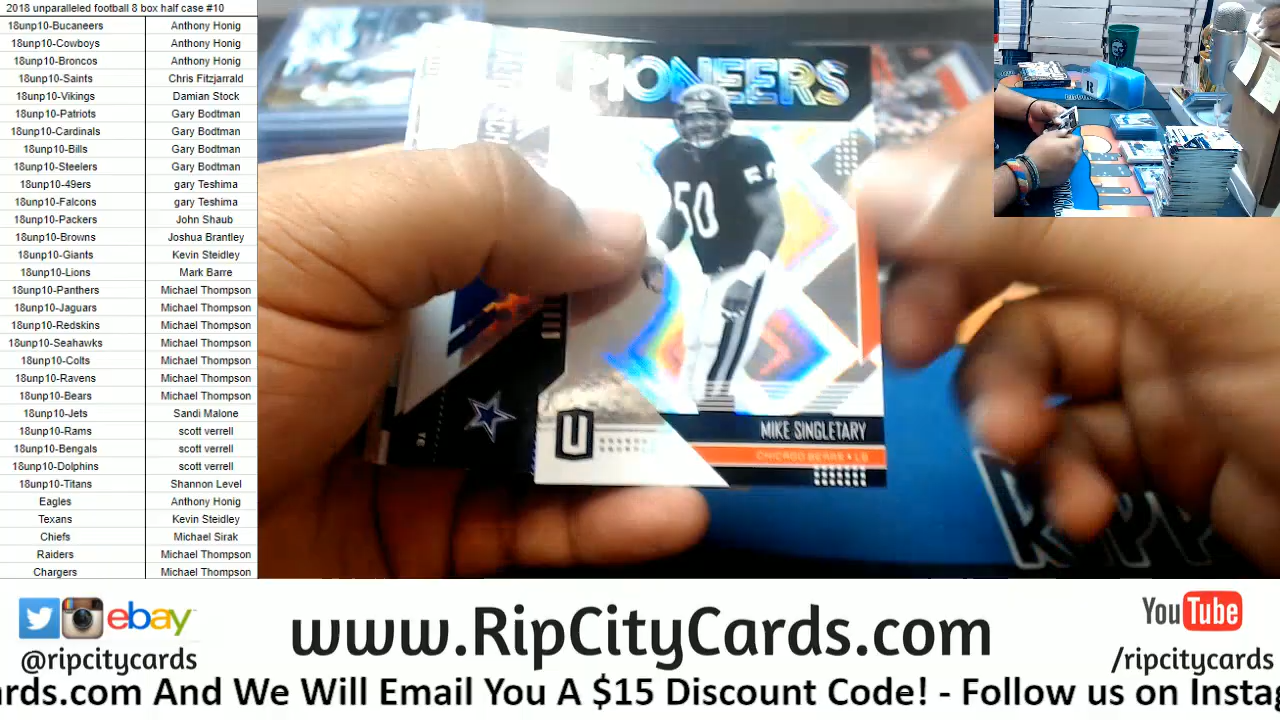 2018 unparalleled football 8 box half case #10
18unp10-Bucaneers Anthony Honig
18unp10-Cowboys Anthony Honig
18unp10-Broncos Anthony Honig
18unp10-Saints Chris Fitzjarrald
18unp10-Vikings Damian Stock
18unp10-Patriots Gary Bodtman
18unp10-Cardinals Gary Bodtman
18unp10-Bills Gary Bodtman
18unp10-Steelers Gary Bodtman
18unp10-49ers gary Teshima
18unp10-Falcons gary Teshima
18unp10-Packers John Shaub
18unp10-Browns Joshua Brantley
18unp10-Giants Kevin Steidley
18unp10-Lions Mark Barre
18unp10-Panthers Michael Thompson
18unp10-Jaguars Michael Thompson
18unp10-Redskins Michael Thompson
18unp10-Seahawks Michael Thompson
18unp10-Colts Michael Thompson
18unp10-Ravens Michael Thompson
18unp10-Bears Michael Thompson
18unp10-Jets Sandi Malone
18unp10-Rams scott verrell
18unp10-Bengals scott verrell
18unp10-Dolphins scott verrell
18unp10-Titans Shannon Level
Eagles Anthony Honig
Texans Kevin Steidley
Chiefs Michael Sirak
Raiders Michael Thompson
Chargers Michael Thompson
PIONEERS
50
50
U
MIKE SINGLETARY
CHICAGO BEARS • LB
ebay
@ripcitycards
www.RipCityCards.com
YouTube
/ripcitycards
ards.com And We Will Email You A $15 Discount Code! - Follow us on Insta